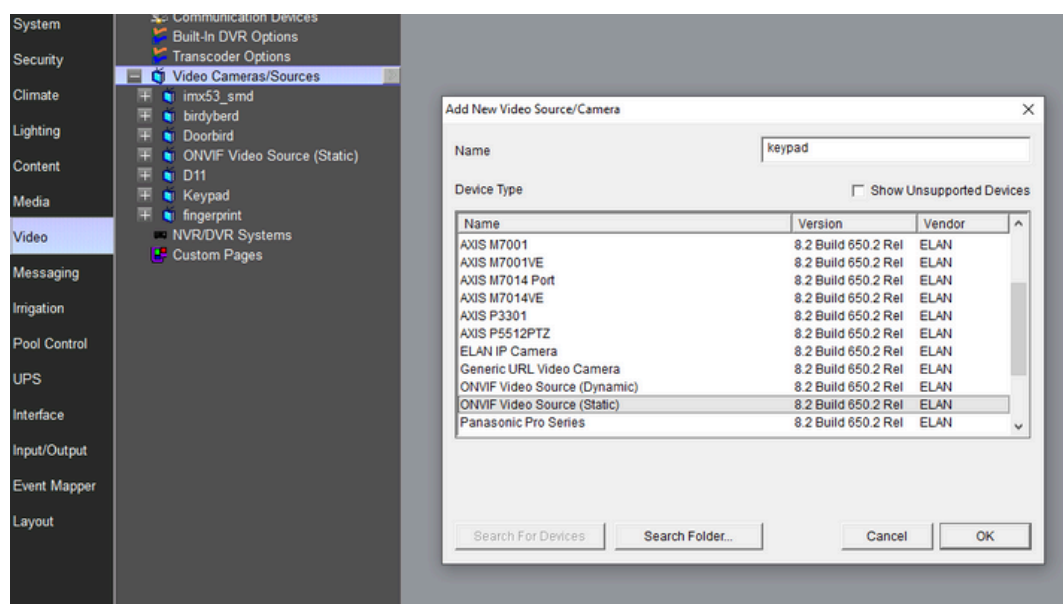 System
Security
Climate
Lighting
Content
Media
Video
Messaging
Irrigation
Pool Control
UPS
Interface
Input/Output
Event Mapper
Layout
Communication Devices
Built-In DVR Options
Transcoder Options
Video Cameras/Sources
imx53_smd
birdyberd
Doorbird
ONVIF Video Source (Static)
D11
Keypad
fingerprint
NVR/DVR Systems
Custom Pages
Add New Video Source/Camera
Name keypad
Device Type Show Unsupported Devices
Name Version Vendor
AXIS M7001 8.2 Build 650.2 Rel ELAN
AXIS M7001VE 8.2 Build 650.2 Rel ELAN
AXIS M7014 Port 8.2 Build 650.2 Rel ELAN
AXIS M7014VE 8.2 Build 650.2 Rel ELAN
AXIS P3301 8.2 Build 650.2 Rel ELAN
AXIS P5512PTZ 8.2 Build 650.2 Rel ELAN
ELAN IP Camera 8.2 Build 650.2 Rel ELAN
Generic URL Video Camera 8.2 Build 650.2 Rel ELAN
ONVIF Video Source (Dynamic) 8.2 Build 650.2 Rel ELAN
ONVIF Video Source (Static) 8.2 Build 650.2 Rel ELAN
Panasonic Pro Series 8.2 Build 650.2 Rel ELAN
Search For Devices Search Folder... Cancel OK